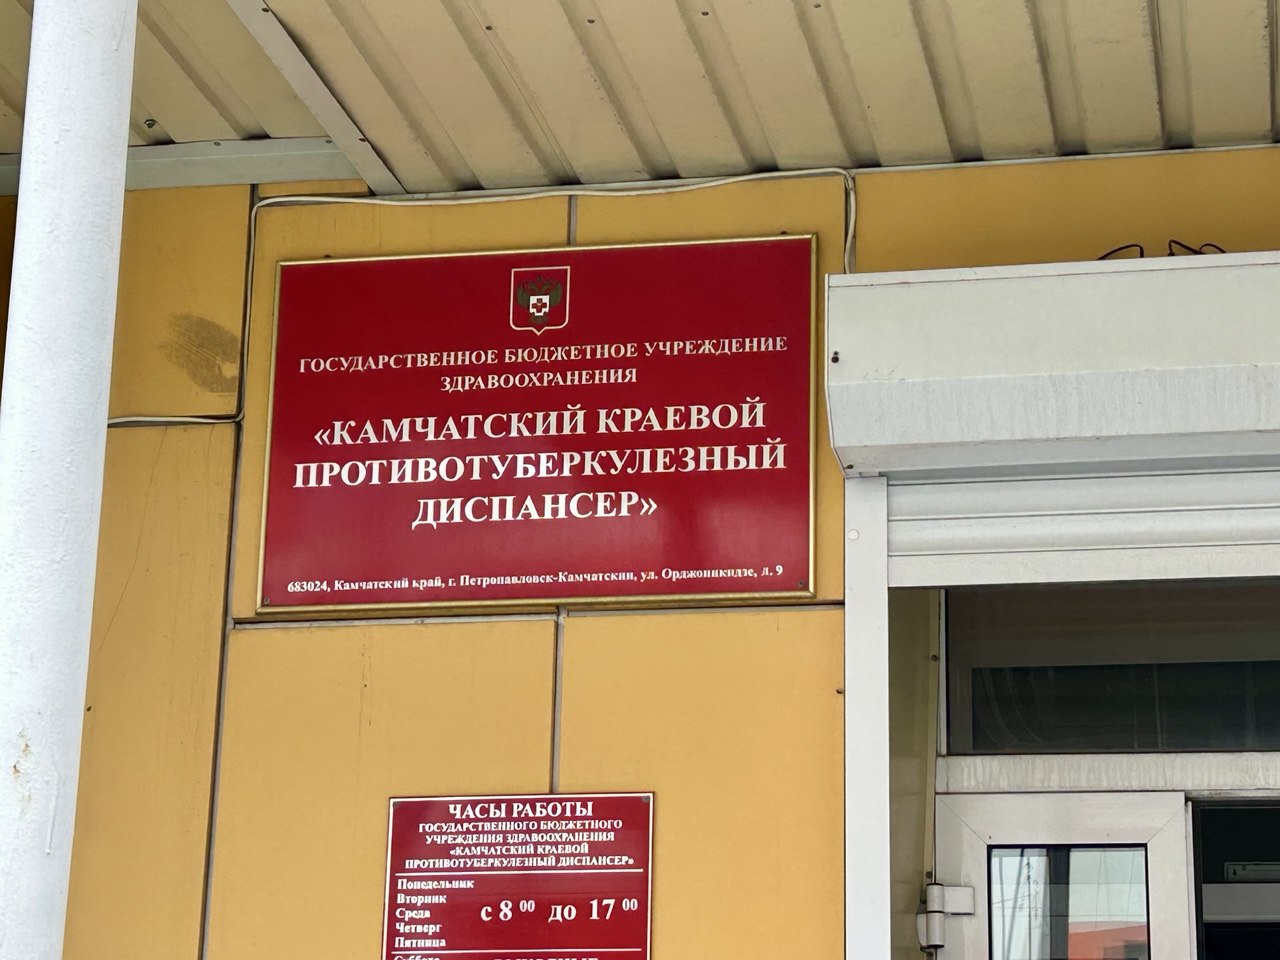 ГОСУДАРСТВЕННОЕ БЮДЖЕТНОЕ УЧРЕЖДЕНИЕ
ЗДРАВООХРАНЕНИЯ
«КАМЧАТСКИЙ КРАЕВОЙ
ПРОТИВОТУБЕРКУЛЕЗНЫЙ
ДИСПАНСЕР»
683024, Камчатский край, г. Петропавловск-Камчатский, ул. Орджоникидзе, д. 9
ЧАСЫ РАБОТЫ
ГОСУДАРСТВЕННОГО БЮДЖЕТНОГО
УЧРЕЖДЕНИЯ ЗДРАВООХРАНЕНИЯ
«КАМЧАТСКИЙ КРАЕВОЙ
ПРОТИВОТУБЕРКУЛЕЗНЫЙ ДИСПАНСЕР»
Понедельник
Вторник
Среда с 8 00 до 17 00
Четверг
Пятница